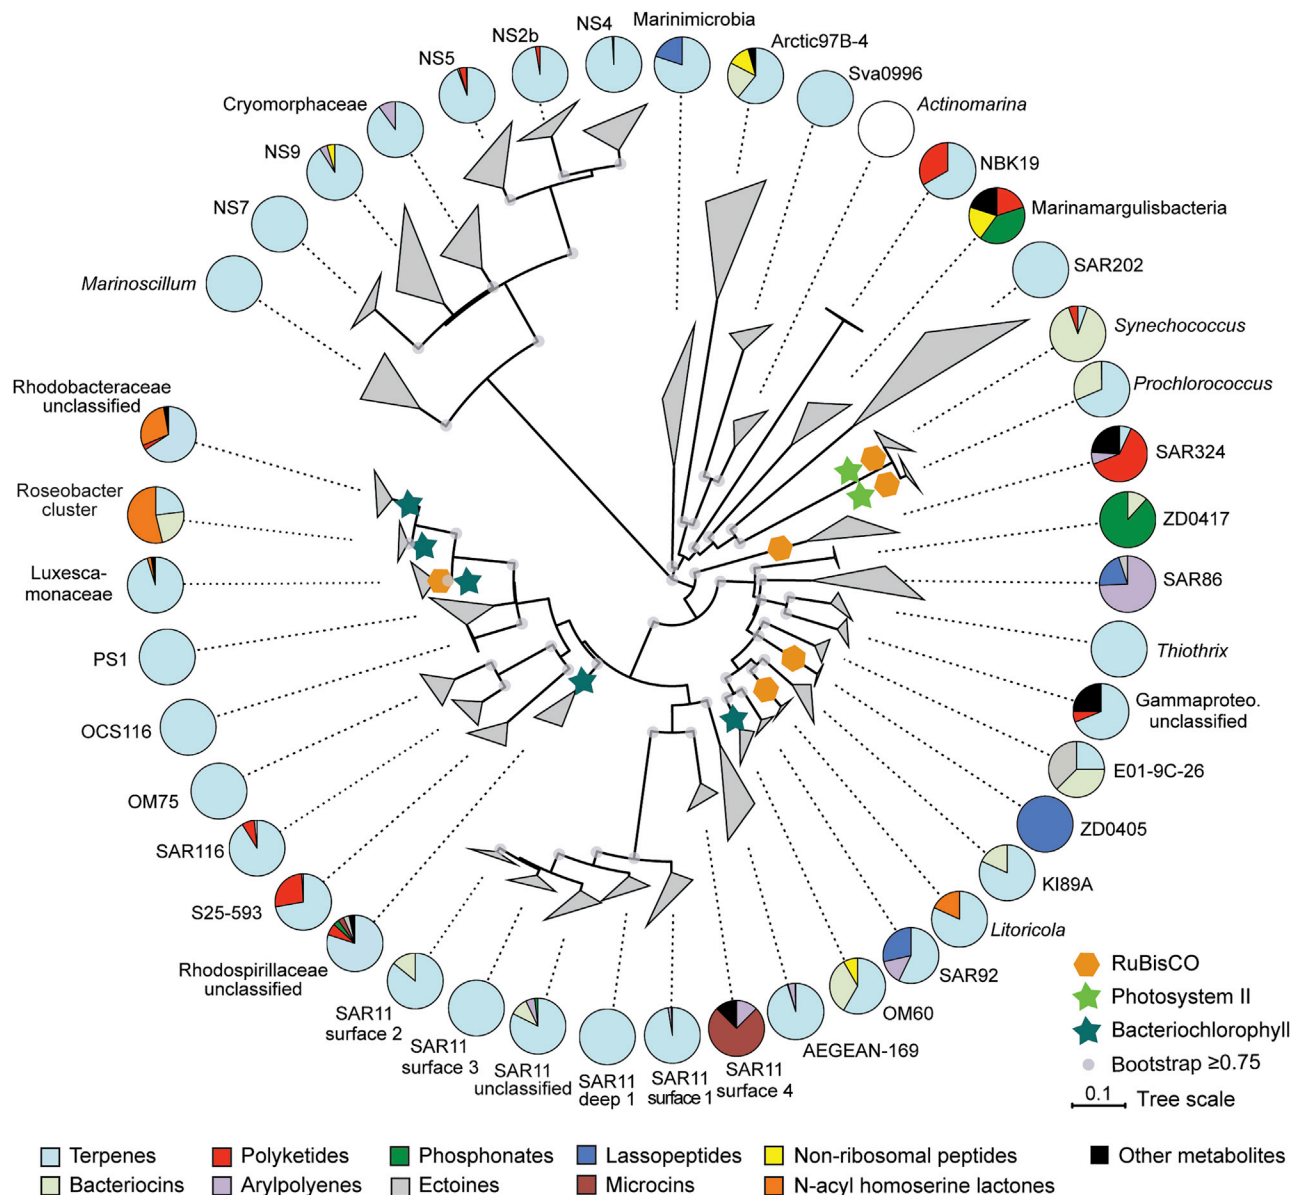 Marinimicrobia
NS4
NS2b
Arctic97B-4
NS5
Sva0996
Cryomorphaceae
Actinomarina
NS9
NBK19
NS7
Marinamargulisbacteria
Marinoscillum
SAR202
Synechococcus
Rhodobacteraceae
unclassified
Prochlorococcus
SAR324
Roseobacter
cluster
ZD0417
Luxesca-
monaceae
SAR86
PS1
Thiothrix
OCS116
Gammaproteo.
unclassified
OM75
E01-9C-26
SAR116
ZD0405
S25-593
KI89A
Rhodospirillaceae
unclassified
Litoricola
SAR92
SAR11
surface 2
OM60
SAR11
surface 3
AEGEAN-169
SAR11
unclassified
SAR11
deep 1
SAR11
surface 1
SAR11
surface 4
RuBisCO
Photosystem II
Bacteriochlorophyll
Bootstrap ≥0.75
0.1 Tree scale
Terpenes Polyketides Phosphonates Lassopeptides Non-ribosomal peptides Other metabolites
Bacteriocins Arylpolyenes Ectoines Microcins N-acyl homoserine lactones